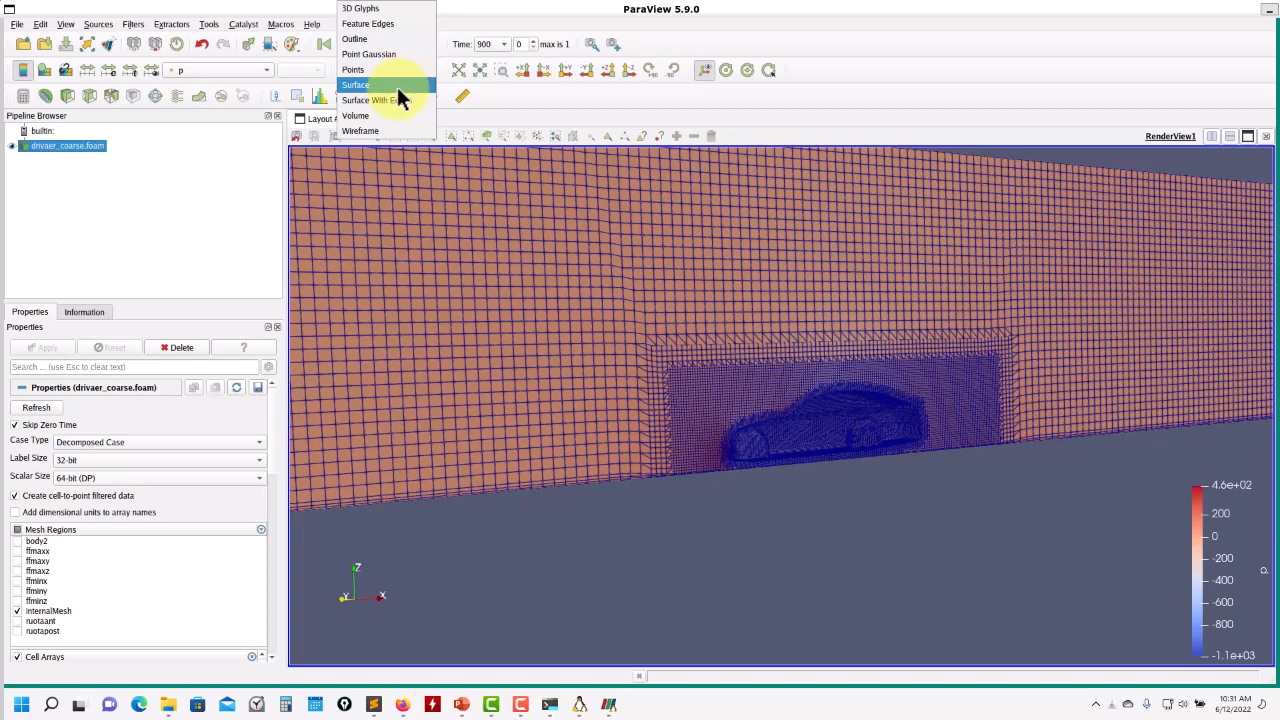 ParaView 5.9.0
File Edit View Sources Filters Extractors Tools Catalyst Macros Help
3D Glyphs
Feature Edges
Outline
Point Gaussian
Points
Surface
Surface With
Volume
Wireframe
Time: 900 0 max is 1
p
Pipeline Browser
builtin:
drivaer_coarse.foam
Layout
RenderView1
Properties Information
Properties
Apply Reset Delete ?
Search ... (use Esc to clear text)
Properties (drivaer_coarse.foam)
Refresh
Skip Zero Time
Case Type Decomposed Case
Label Size 32-bit
Scalar Size 64-bit (DP)
Create cell-to-point filtered data
Add dimensional units to array names
Mesh Regions
body2
ffmaxx
ffmaxy
ffmaxz
ffminx
ffminy
ffminz
internalMesh
ruotaant
ruotapost
Cell Arrays
Z
Y
X
4.6e+02
200
0
-200
-400
-600
-800
-1.1e+03
p
10:31 AM
6/12/2022